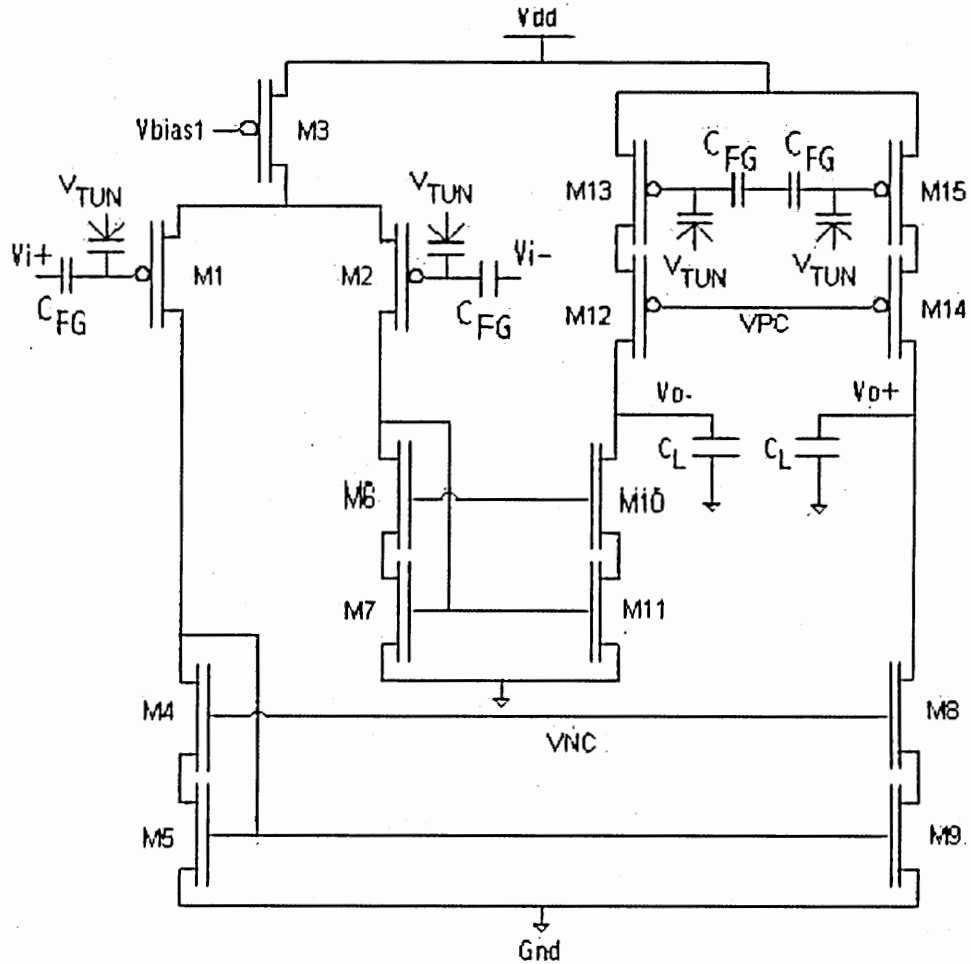 Vdd
Vbias1
M3
VTUN
Vi+
CFG
M1
M2
VTUN
Vi-
CFG
M13
CFG
CFG
M15
VTUN
VTUN
M12
VPC
M14
Vo-
Vo+
CL
CL
M6
M10
M7
M11
M4
VNC
M8
M5
M9
Gnd